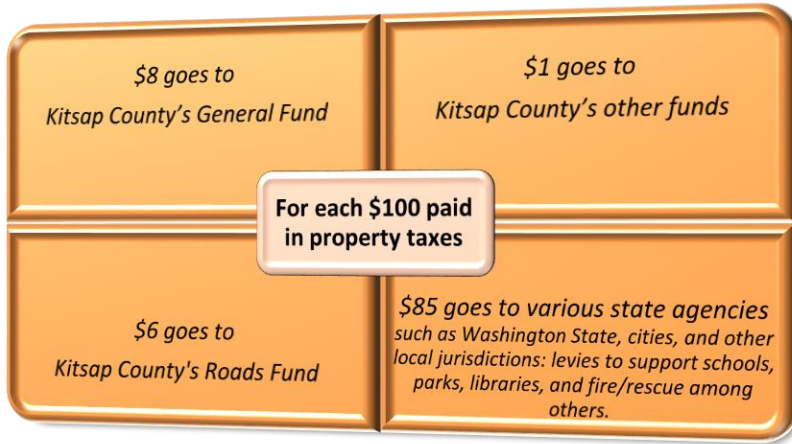 $8 goes to
Kitsap County’s General Fund
$1 goes to
Kitsap County’s other funds
For each $100 paid
in property taxes
$6 goes to
Kitsap County's Roads Fund
$85 goes to various state agencies
such as Washington State, cities, and other
local jurisdictions: levies to support schools,
parks, libraries, and fire/rescue among
others.